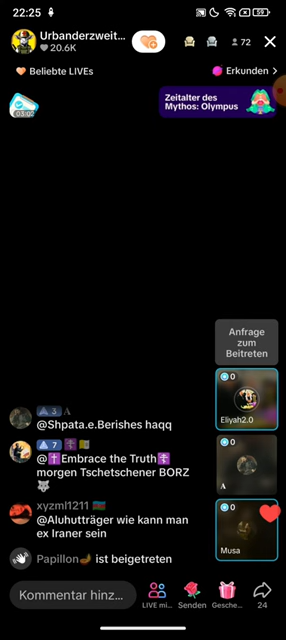 22:25
59
Urbanderzweit...
20.6K
72
Beliebte LIVEs
Erkunden >
03:02
Zeitalter des
Mythos: Olympus
Anfrage
zum
Beitreten
0
Eliyah2.0
3 A
@Shpata.e.Berishes haqq
7
@Embrace the Truth
morgen Tschetschener BORZ
0
A
xyzml1211
@Aluhutträger wie kann man
ex Iraner sein
0
Musa
Papillon ist beigetreten
Kommentar hinz...
LIVE mi...
Senden
Gesche...
24